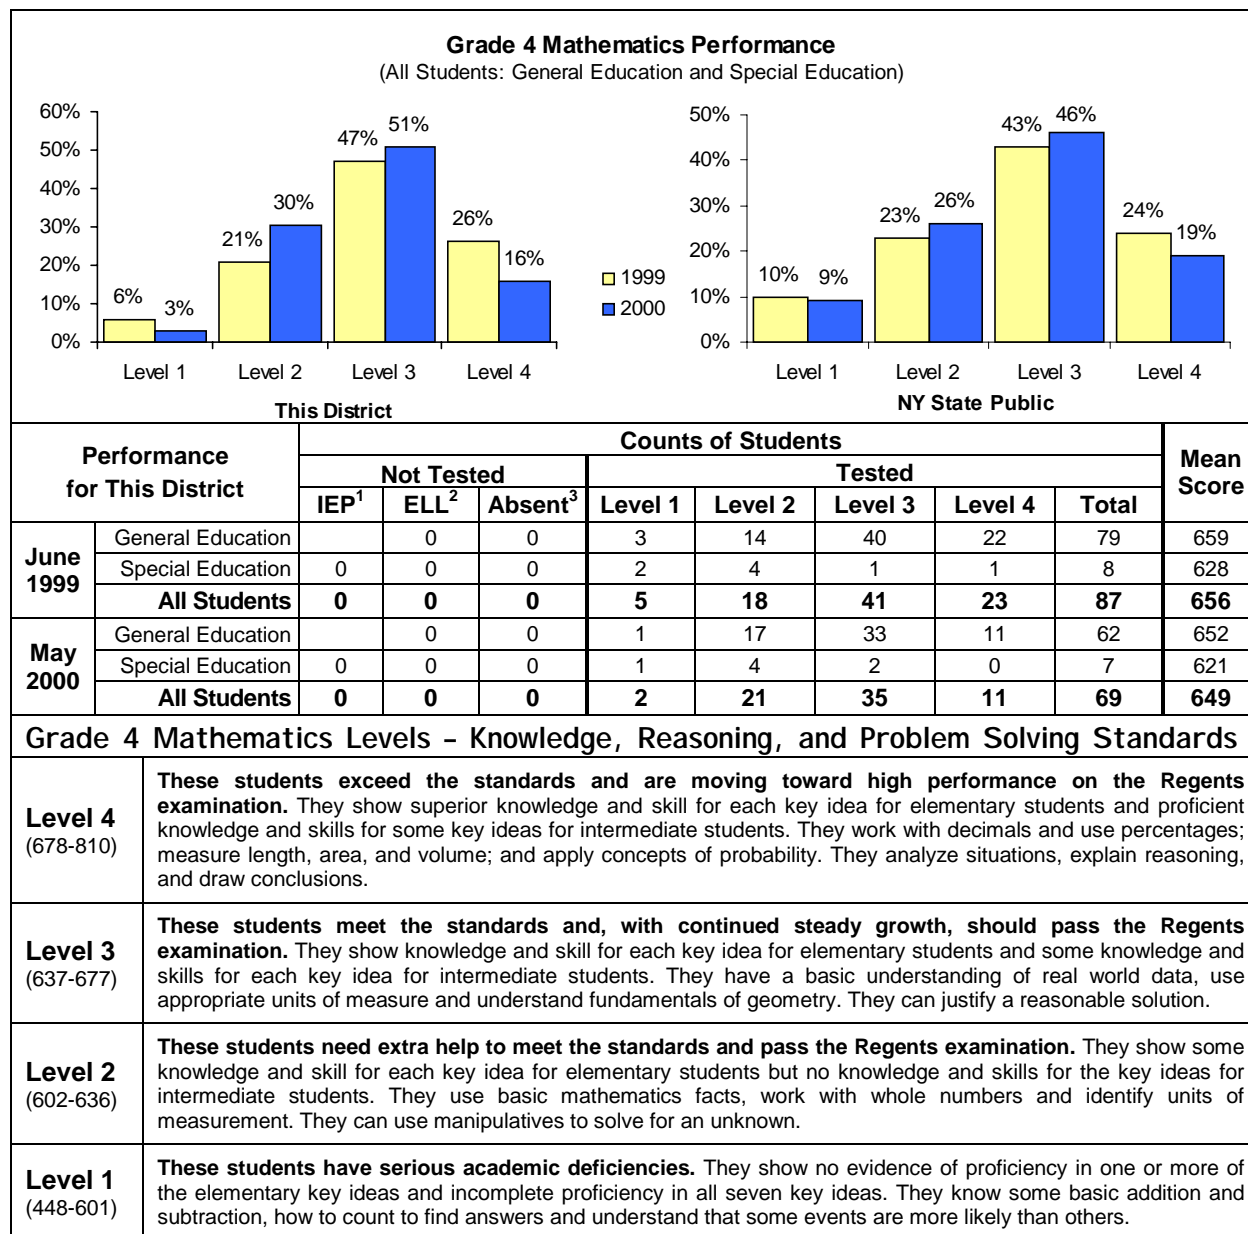 Grade 4 Mathematics Performance
(All Students: General Education and Special Education)
60%
50%
40%
30%
20%
10%
0%
6%
3%
21%
30%
47%
51%
26%
16%
Level 1
Level 2
Level 3
Level 4
This District
1999
2000
50%
40%
30%
20%
10%
0%
10%
9%
23%
26%
43%
46%
24%
19%
Level 1
Level 2
Level 3
Level 4
NY State Public
Performance for This District
Counts of Students
Mean Score
Not Tested
Tested
IEP1 ELL2 Absent3 Level 1 Level 2 Level 3 Level 4 Total
June 1999
General Education 0 0 3 14 40 22 79 659
Special Education 0 0 0 2 4 1 1 8 628
All Students 0 0 0 5 18 41 23 87 656
May 2000
General Education 0 0 1 17 33 11 62 652
Special Education 0 0 0 1 4 2 0 7 621
All Students 0 0 0 2 21 35 11 69 649
Grade 4 Mathematics Levels – Knowledge, Reasoning, and Problem Solving Standards
Level 4
(678-810)
These students exceed the standards and are moving toward high performance on the Regents
examination. They show superior knowledge and skill for each key idea for elementary students and proficient
knowledge and skills for some key ideas for intermediate students. They work with decimals and use percentages;
measure length, area, and volume; and apply concepts of probability. They analyze situations, explain reasoning,
and draw conclusions.
Level 3
(637-677)
These students meet the standards and, with continued steady growth, should pass the Regents
examination. They show knowledge and skill for each key idea for elementary students and some knowledge and
skills for each key idea for intermediate students. They have a basic understanding of real world data, use
appropriate units of measure and understand fundamentals of geometry. They can justify a reasonable solution.
Level 2
(602-636)
These students need extra help to meet the standards and pass the Regents examination. They show some
knowledge and skill for each key idea for elementary students but no knowledge and skills for the key ideas for
intermediate students. They use basic mathematics facts, work with whole numbers and identify units of
measurement. They can use manipulatives to solve for an unknown.
Level 1
(448-601)
These students have serious academic deficiencies. They show no evidence of proficiency in one or more of
the elementary key ideas and incomplete proficiency in all seven key ideas. They know some basic addition and
subtraction, how to count to find answers and understand that some events are more likely than others.